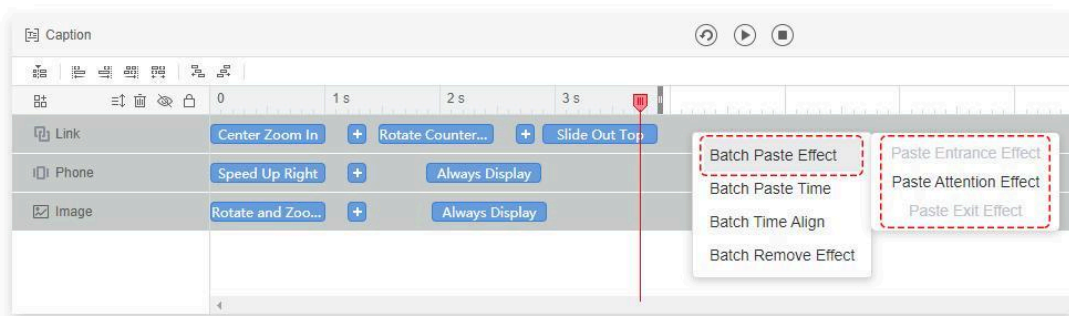 Caption
0 1 s 2 s 3 s
Link Center Zoom In + Rotate Counter... + Slide Out Top
Phone Speed Up Right + Always Display
Image Rotate and Zoo... + Always Display
Batch Paste Effect
Batch Paste Time
Batch Time Align
Batch Remove Effect
Paste Entrance Effect
Paste Attention Effect
Paste Exit Effect